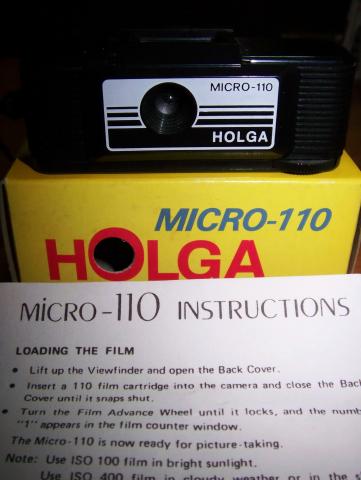 MICRO-110
HOLGA
MICRO-110
HOLGA
MiCRO-110 INSTRUCTIONS
LOADING THE FILM
• Lift up the Viewfinder and open the Back Cover.
• Insert a 110 film cartridge into the camera and close the Back
Cover until it snaps shut.
• Turn the Film Advance Wheel until it locks, and the numb
"1" appears in the film counter window.
The Micro-110 is now ready for picture-taking.
Note: Use ISO 100 film in bright sunlight.
Use ISO 400 film in cloudy weather or in the